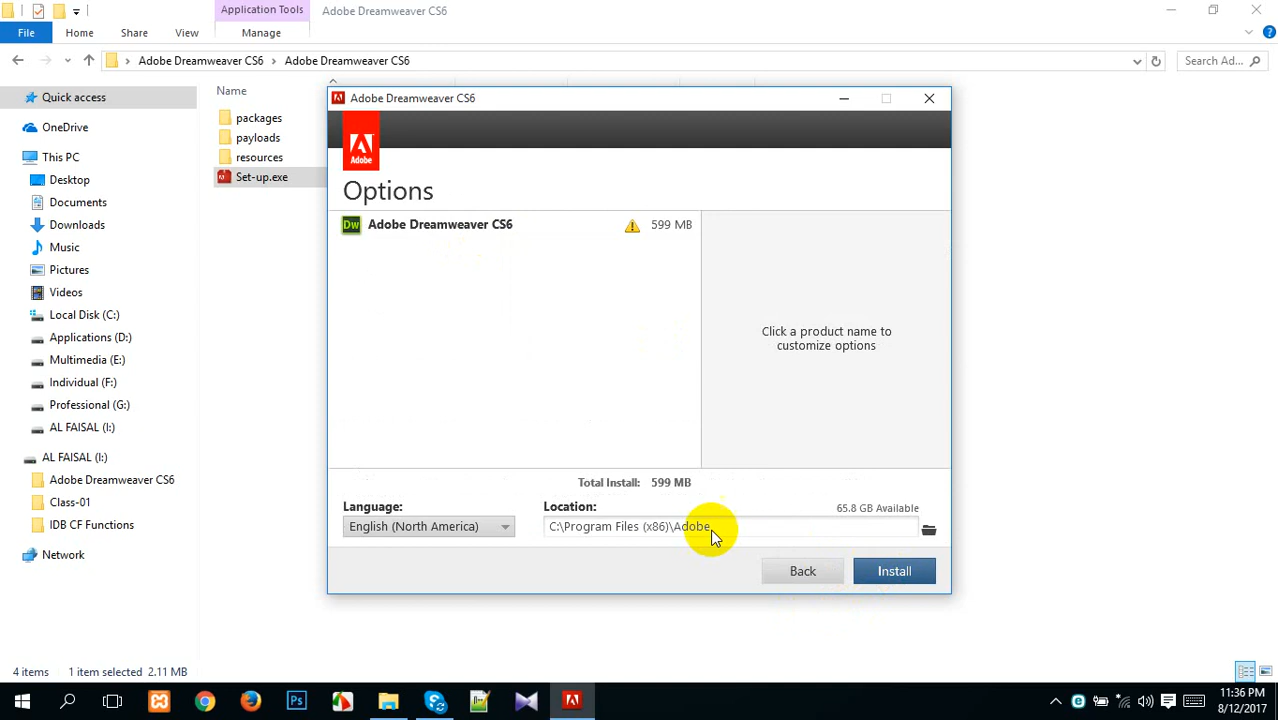 Application Tools
Adobe Dreamweaver CS6
File
Home
Share
View
Manage
?
Adobe Dreamweaver CS6
Adobe Dreamweaver CS6
Search Ad...
Quick access
OneDrive
This PC
Desktop
Documents
Downloads
Music
Pictures
Videos
Local Disk (C:)
Applications (D:)
Multimedia (E:)
Individual (F:)
Professional (G:)
AL FAISAL (I:)
AL FAISAL (I:)
Adobe Dreamweaver CS6
Class-01
IDB CF Functions
Network
Name
packages
payloads
resources
Set-up.exe
Adobe Dreamweaver CS6
Adobe
Options
Dw
Adobe Dreamweaver CS6
599 MB
Click a product name to
customize options
Total Install: 599 MB
Language:
English (North America)
Location:
65.8 GB Available
C:\Program Files (x86)\Adobe
Back
Install
4 items
1 item selected 2.11 MB
Ps
11:36 PM
8/12/2017